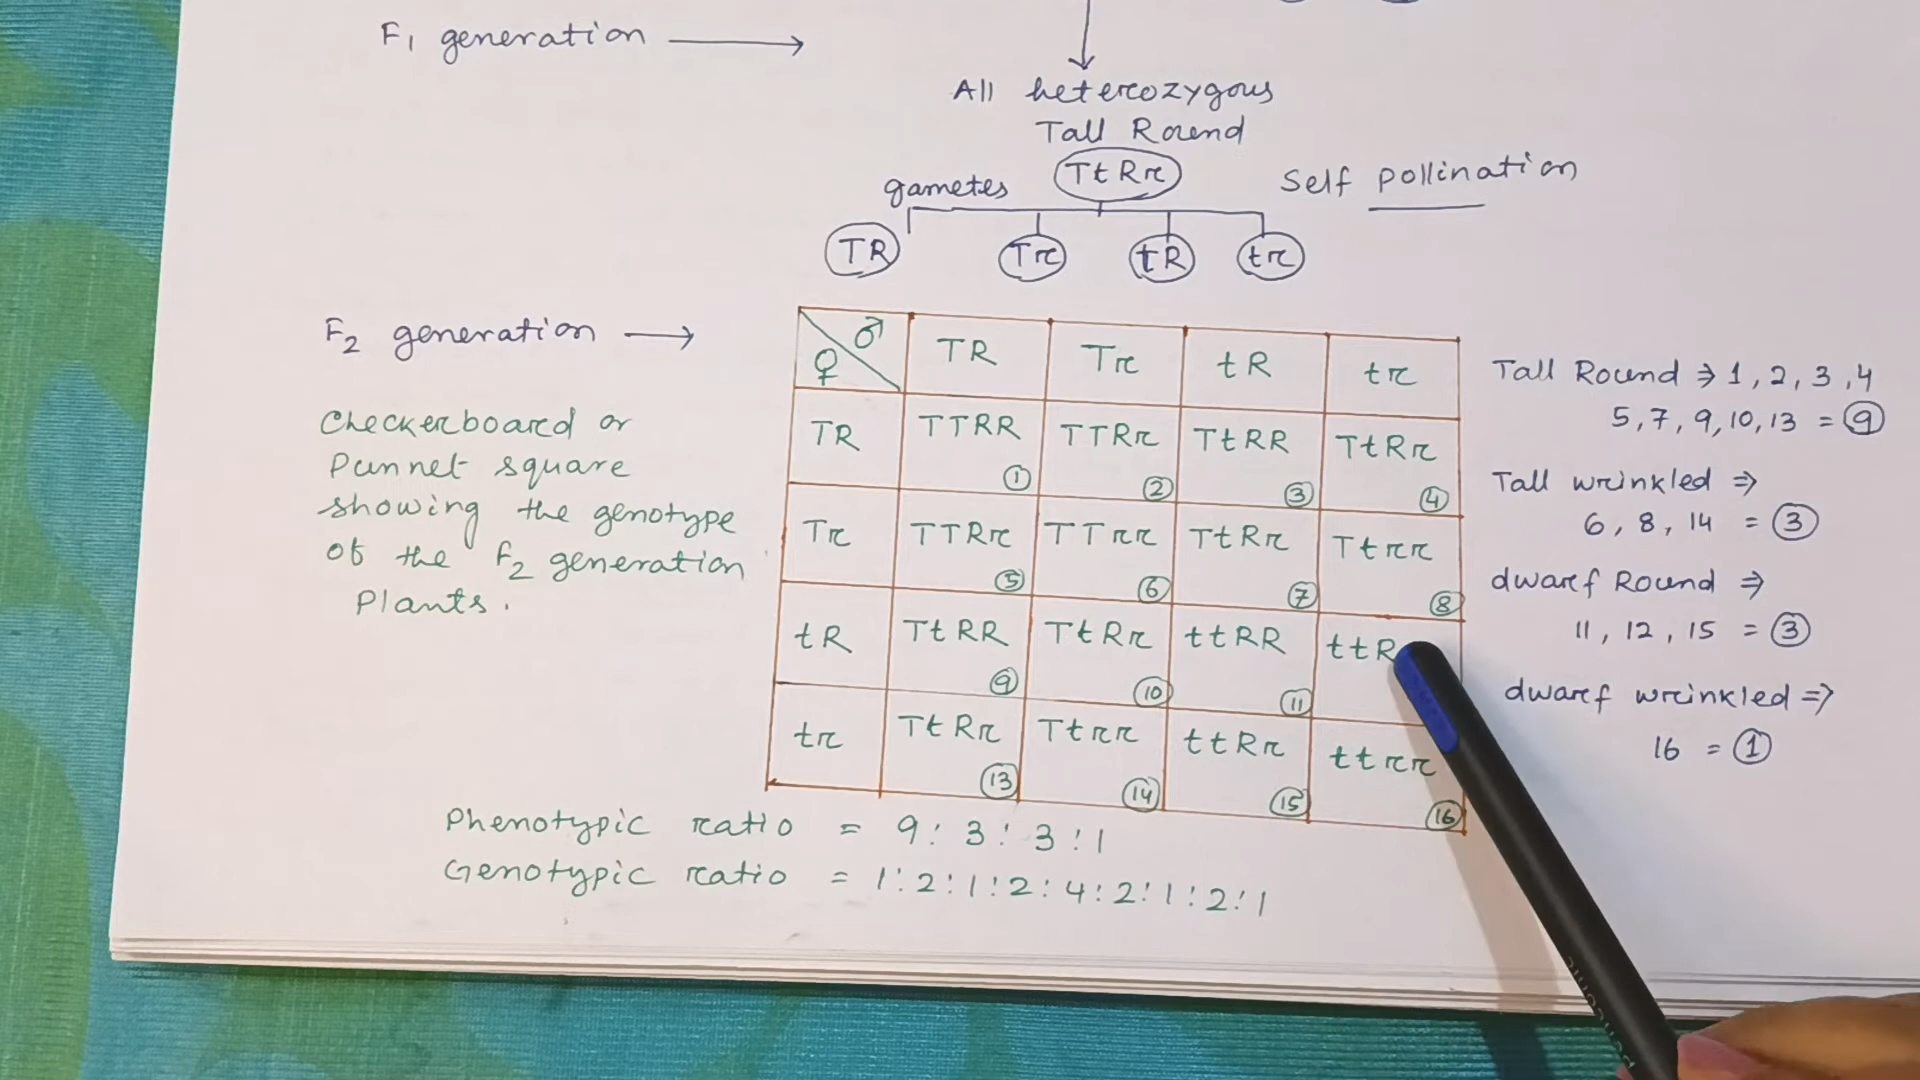 F1 generation →
All heterozygous
Tall Round
gametes TtRr Self pollination
TR Tr tR tr
F2 generation →
Checkerboard or
Punnet square
showing the genotype
of the F2 generation
Plants.
♀ ♂ TR Tr tR tr
TR TTRR TTRr TtRR TtRr
1 2 3 4
Tr TTRr TTrr TtRr Ttrr
5 6 7 8
tR TtRR TtRr ttRR ttR
9 10 11
tr TtRr Ttrr ttRr ttrr
13 14 15 16
Tall Round ⇒ 1, 2, 3, 4
5, 7, 9, 10, 13 = 9
Tall wrinkled ⇒
6, 8, 14 = 3
dwarf Round ⇒
11, 12, 15 = 3
dwarf wrinkled ⇒
16 = 1
Phenotypic ratio = 9 : 3 : 3 : 1
Genotypic ratio = 1 : 2 : 1 : 2 : 4 : 2 : 1 : 2 : 1